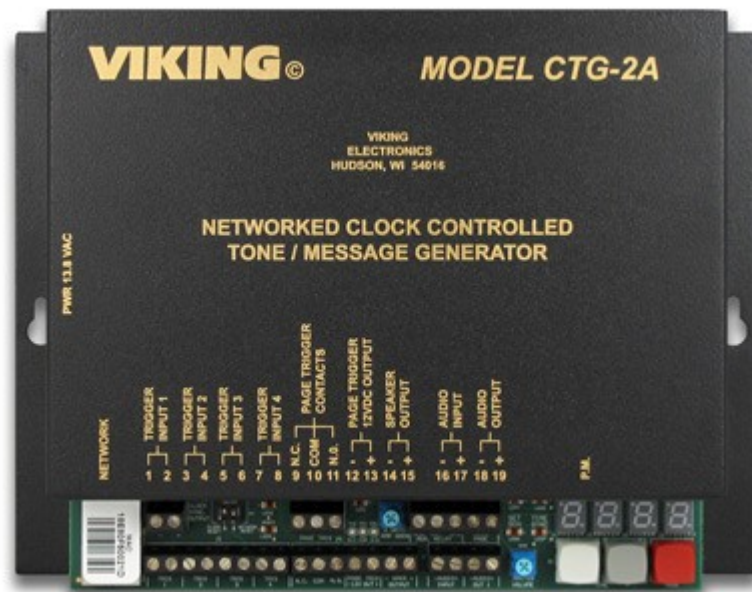 VIKING©
MODEL CTG-2A
VIKING
ELECTRONICS
HUDSON, WI 54016
NETWORKED CLOCK CONTROLLED
TONE / MESSAGE GENERATOR
PWR 13.8 VAC
NETWORK
TRIGGER
INPUT 1
TRIGGER
INPUT 2
TRIGGER
INPUT 3
TRIGGER
INPUT 4
PAGE TRIGGER
CONTACTS
N.C.
COM
N.O.
PAGE TRIGGER
12VDC OUTPUT
- +
SPEAKER
OUTPUT
- +
AUDIO
INPUT
- +
AUDIO
OUTPUT
- +
P.M.
1 2 3 4 5 6 7 8 9 10 11 12 13 14 15 16 17 18 19
VOLUME